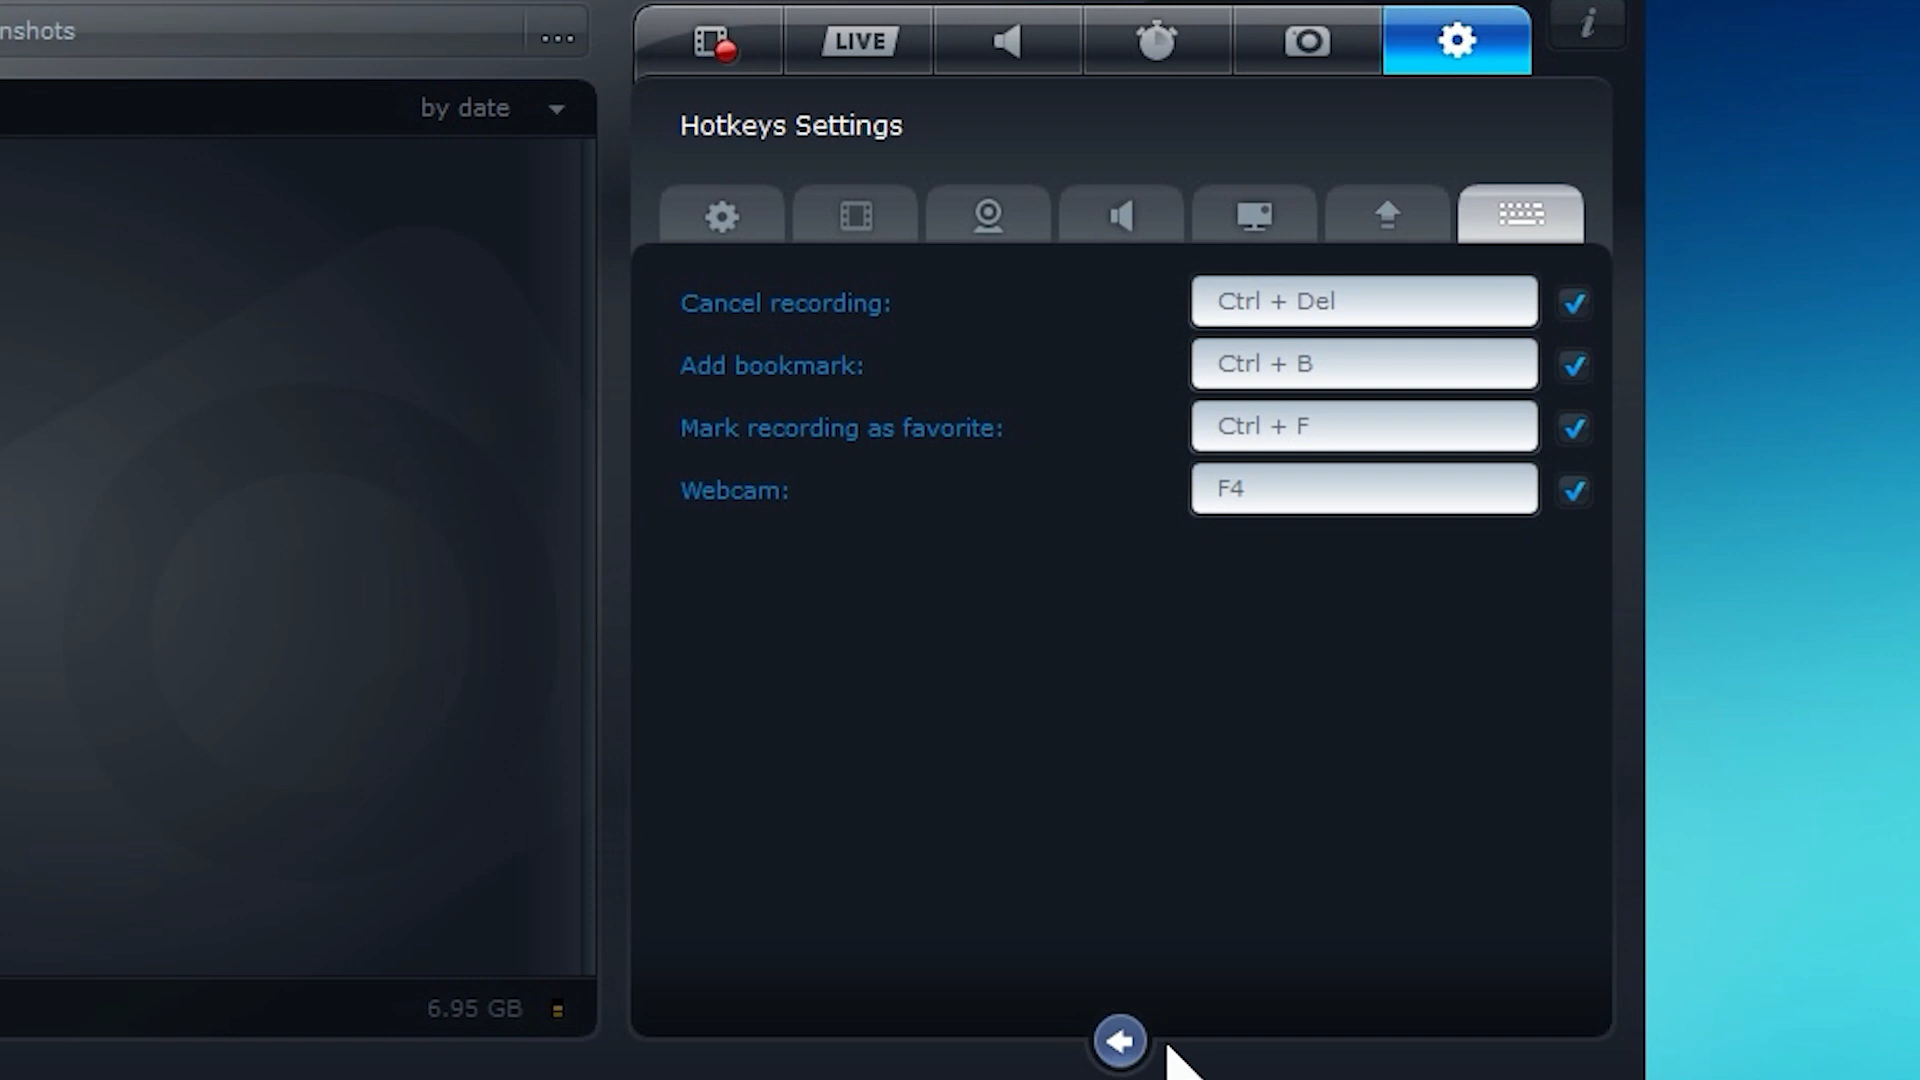 nshots
...
LIVE
i
by date
Hotkeys Settings
Cancel recording: Ctrl + Del
Add bookmark: Ctrl + B
Mark recording as favorite: Ctrl + F
Webcam: F4
6.95 GB